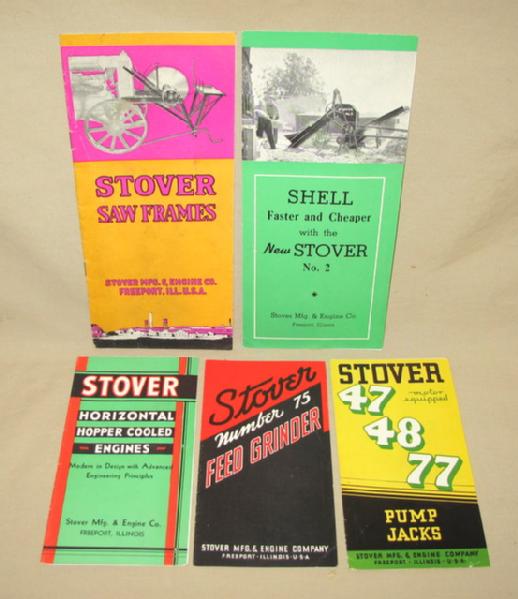 STOVER
SAW FRAMES
STOVER MFG. & ENGINE CO.
FREEPORT, ILL. U.S.A.
SHELL
Faster and Cheaper
with the
New STOVER
No. 2
Stover Mfg. & Engine Co.
Freeport, Illinois
STOVER
HORIZONTAL
HOPPER COOLED
ENGINES
Modern in Design with Advanced
Engineering Principles
Stover Mfg. & Engine Co.
FREEPORT, ILLINOIS
Stover
Number 75
FEED GRINDER
STOVER MFG. & ENGINE COMPANY
FREEPORT - ILLINOIS - U-S-A
STOVER
47
motor
equipped
48
77
PUMP
JACKS
STOVER MFG. & ENGINE COMPANY
FREEPORT - ILLINOIS - U-S-A